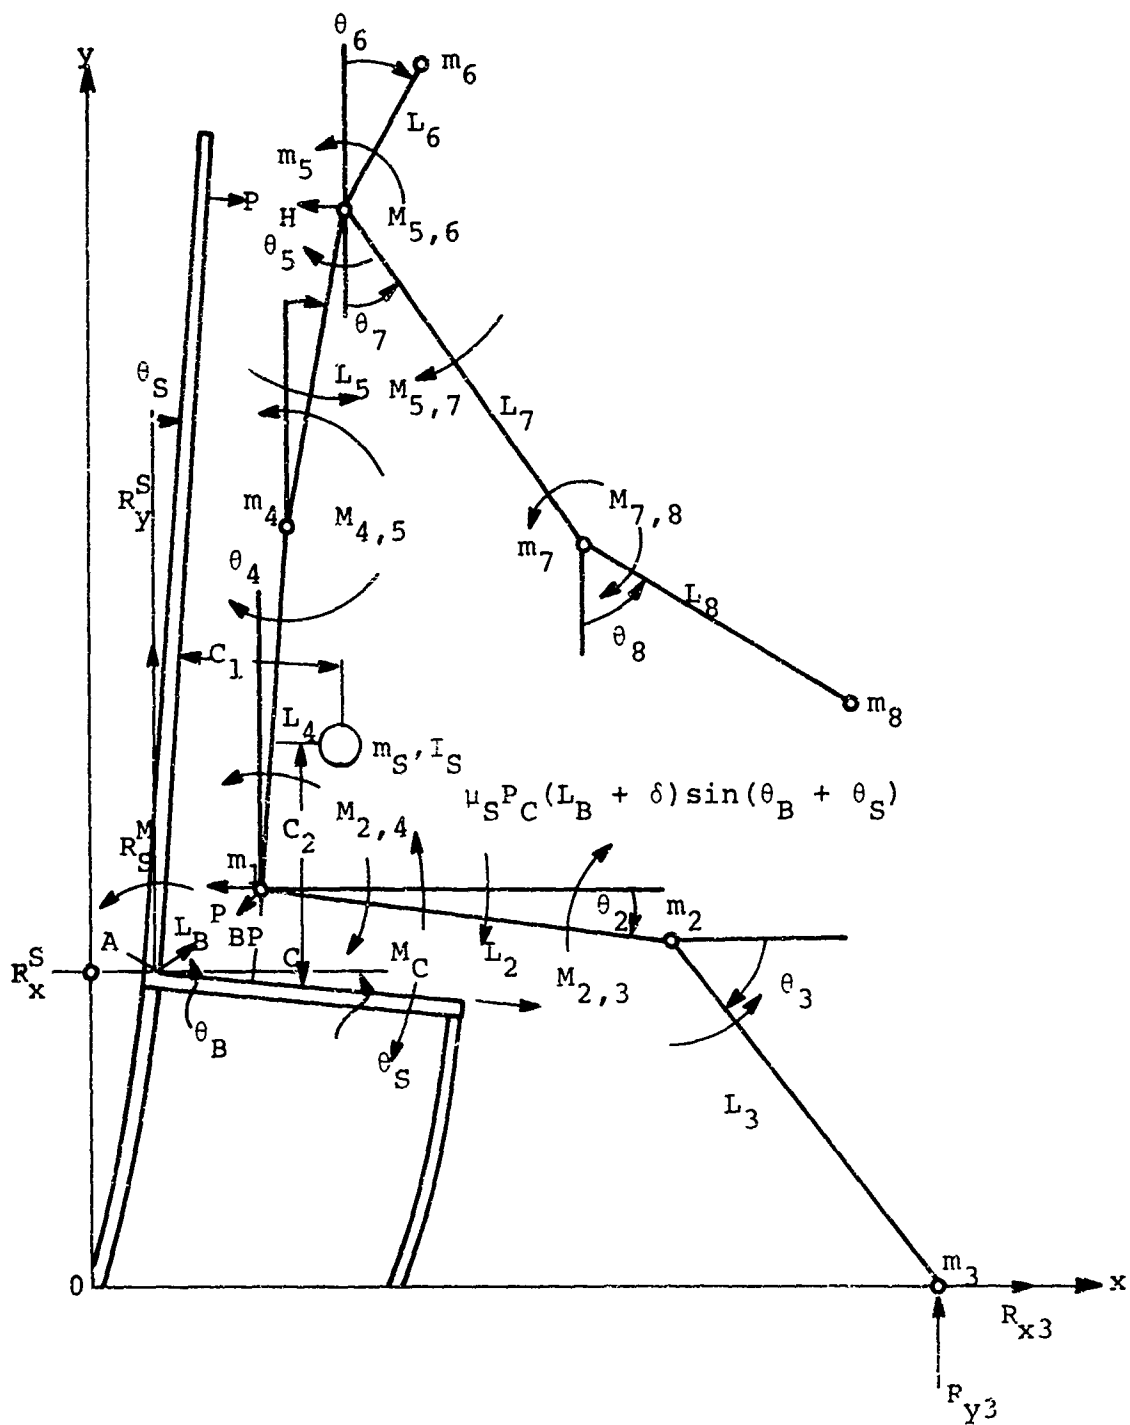 θ6
y
m6
L6
m5
P
H
M5,6
θ5
θ7
θS
L5
M5,7
L7
RyS
m4
M4,5
M7,8
m7
θ4
L8
θ8
C1
m8
L4
mS,IS
μSPC(LB + δ)sin(θB + θS)
M2,4
C2
RSM
m1
θ2
m2
P
BP
LB
A
C
MC
L2
RxS
M2,3
θ3
θB
θS
L3
0
m3
x
Rx3
Ry3